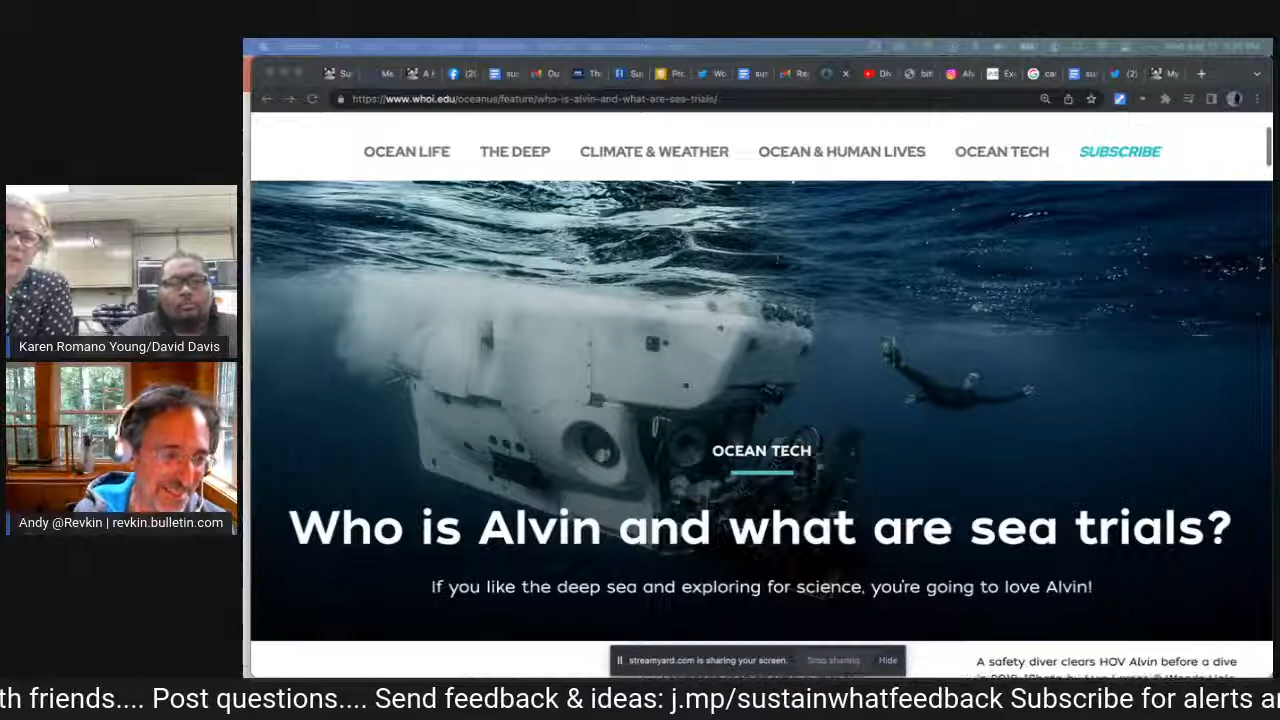 https://www.whoi.edu/oceanus/feature/who-is-alvin-and-what-are-sea-trials/
OCEAN LIFE THE DEEP CLIMATE & WEATHER OCEAN & HUMAN LIVES OCEAN TECH SUBSCRIBE
Karen Romano Young/David Davis
Andy @Revkin | revkin.bulletin.com
OCEAN TECH
Who is Alvin and what are sea trials?
If you like the deep sea and exploring for science, you're going to love Alvin!
streamyard.com is sharing your screen. Stop sharing Hide
A safety diver clears HOV Alvin before a dive
th friends.... Post questions.... Send feedback & ideas: j.mp/sustainwhatfeedback Subscribe for alerts a